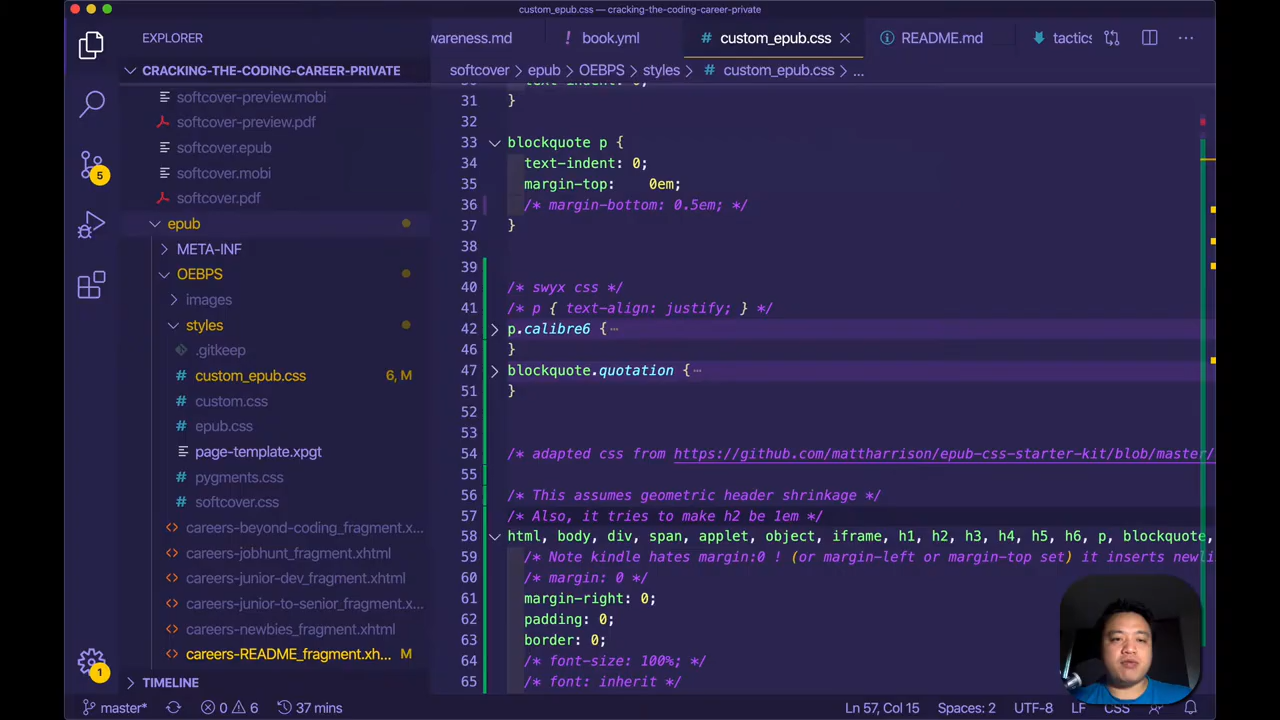 custom_epub.css — cracking-the-coding-career-private
EXPLORER
wareness.md
! book.yml
# custom_epub.css
README.md
tactics
CRACKING-THE-CODING-CAREER-PRIVATE
softcover > epub > OEBPS > styles > # custom_epub.css > ...
softcover-preview.mobi
softcover-preview.pdf
softcover.epub
softcover.mobi
softcover.pdf
epub
META-INF
OEBPS
images
styles
.gitkeep
# custom_epub.css 6, M
# custom.css
# epub.css
page-template.xpgt
# pygments.css
# softcover.css
<> careers-beyond-coding_fragment.x...
<> careers-jobhunt_fragment.xhtml
<> careers-junior-dev_fragment.xhtml
<> careers-junior-to-senior_fragment.x...
<> careers-newbies_fragment.xhtml
<> careers-README_fragment.xh... M
TIMELINE
5
1
31 }
32
33 blockquote p {
34 text-indent: 0;
35 margin-top: 0em;
36 /* margin-bottom: 0.5em; */
37 }
38
39
40 /* swyx css */
41 /* p { text-align: justify; } */
42 p.calibre6 { ...
46 }
47 blockquote.quotation { ...
51 }
52
53
54 /* adapted css from https://github.com/mattharrison/epub-css-starter-kit/blob/master/
55
56 /* This assumes geometric header shrinkage */
57 /* Also, it tries to make h2 be 1em */
58 html, body, div, span, applet, object, iframe, h1, h2, h3, h4, h5, h6, p, blockquote,
59 /* Note kindle hates margin:0 ! (or margin-left or margin-top set) it inserts newli
60 /* margin: 0 */
61 margin-right: 0;
62 padding: 0;
63 border: 0;
64 /* font-size: 100%; */
65 /* font: inherit */
master* 0 6 37 mins Ln 57, Col 15 Spaces: 2 UTF-8 LF CSS